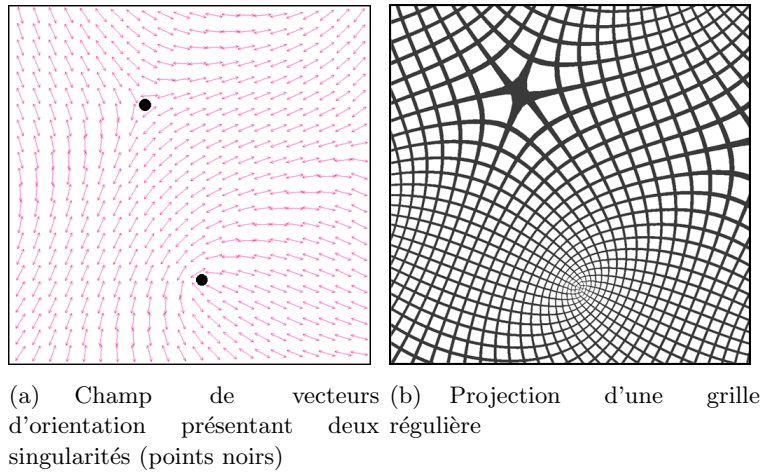 (a) Champ de vecteurs
d'orientation présentant deux
singularités (points noirs)
(b) Projection d'une grille
régulière